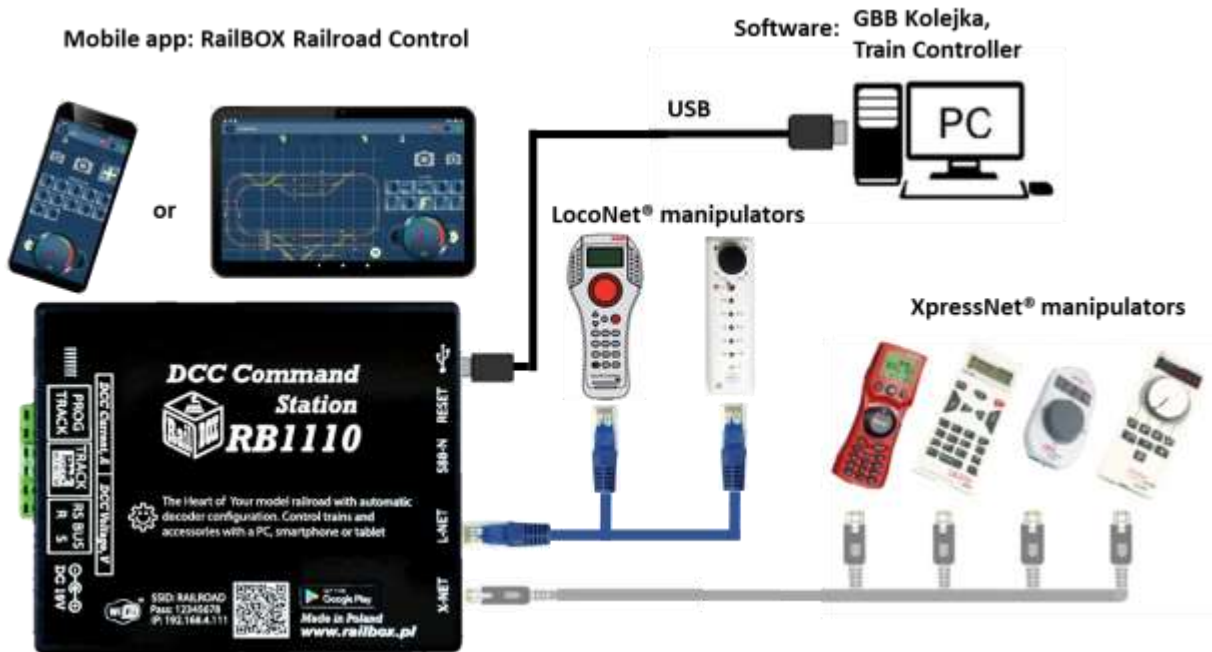 Mobile app: RailBOX Railroad Control
Software: GBB Kolejka,
Train Controller
USB
PC
or
LocoNet® manipulators
XpressNet® manipulators
DCC Command
Station
RB1110
The Heart of Your model railroad with automatic
decoder configuration. Control trains and
accessories with a PC, smartphone or tablet
PROG
TRACK
TRACK
RS BUS
R S
DC 19V
DCC Current, A
DCC Voltage, V
RESET
SBB-N
L-NET
X-NET
WiFi
SSID: RAILROAD
Pass: 12345678
IP: 192.168.4.111
Google Play
Made in Poland
www.railbox.pl